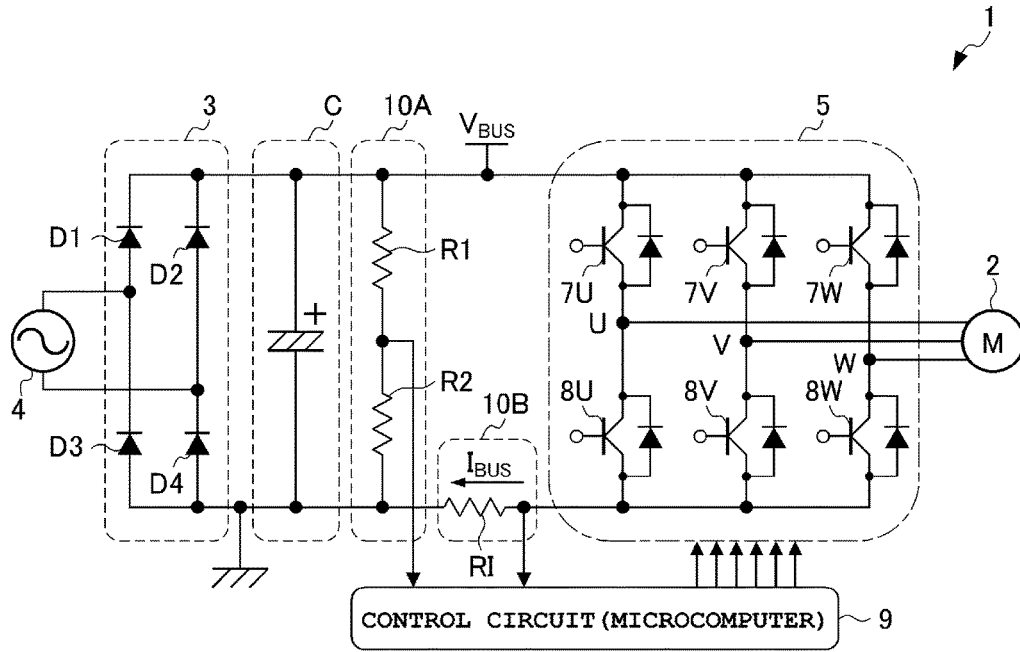 1
3
C
10A
V_BUS
5
D1
D2
R1
7U
7V
7W
2
U
V
W
M
4
R2
10B
8U
8V
8W
D3
D4
I_BUS
RI
+
CONTROL CIRCUIT(MICROCOMPUTER)
9